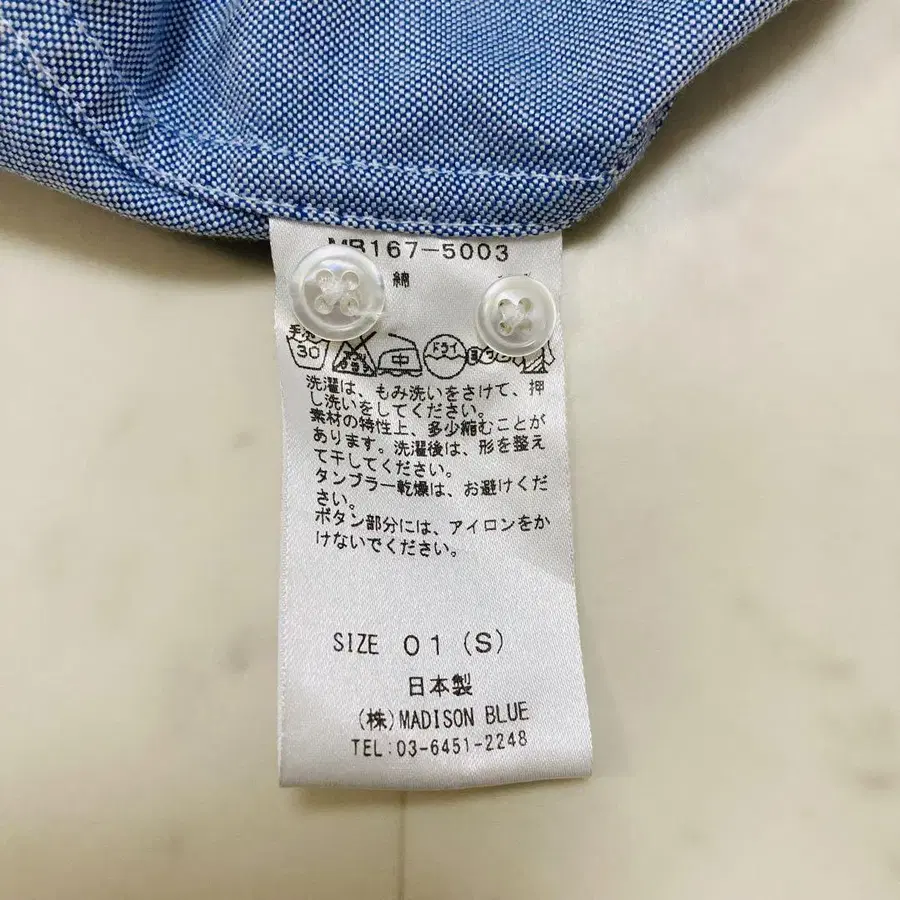 MB167-5003
綿
30
中
ドライ
洗濯は、もみ洗いをさけて、押
し洗いをしてください。
素材の特性上、多少縮むことが
あります。洗濯後は、形を整え
て干してください。
タンブラー乾燥は、お避けくだ
さい。
ボタン部分には、アイロンをか
けないでください。
SIZE 01(S)
日本製
(株)MADISON BLUE
TEL:03-6451-2248